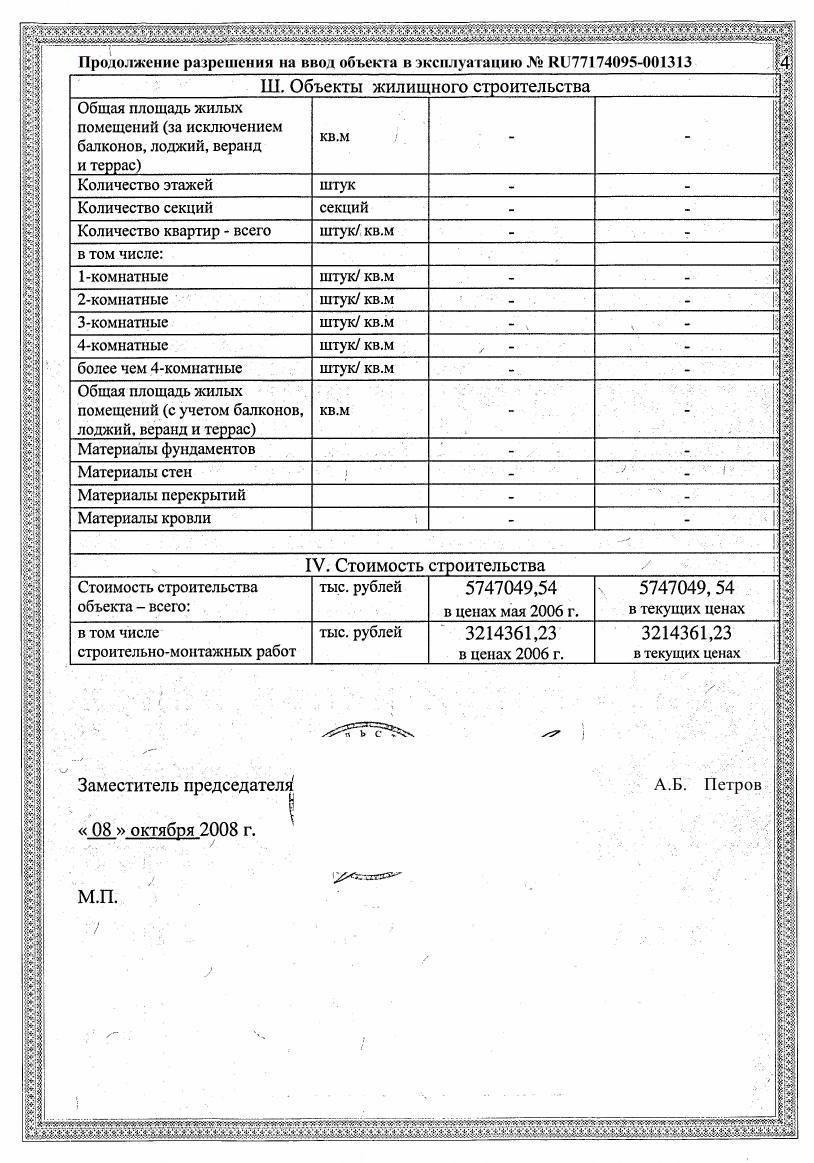 Продолжение разрешения на ввод объекта в эксплуатацию № RU77174095-001313
4
III. Объекты жилищного строительства
Общая площадь жилых
помещений (за исключением
балконов, лоджий, веранд
и террас)
кв.м - -
Количество этажей штук - -
Количество секций секций - -
Количество квартир - всего штук/ кв.м - -
в том числе:
1-комнатные штук/ кв.м - -
2-комнатные штук/ кв.м - -
3-комнатные штук/ кв.м - -
4-комнатные штук/ кв.м - -
более чем 4-комнатные штук/ кв.м - -
Общая площадь жилых
помещений (с учетом балконов,
лоджий, веранд и террас)
кв.м - -
Материалы фундаментов - -
Материалы стен - -
Материалы перекрытий - -
Материалы кровли - -
IV. Стоимость строительства
Стоимость строительства
объекта – всего:
тыс. рублей
5747049,54
в ценах мая 2006 г.
5747049, 54
в текущих ценах
в том числе
строительно-монтажных работ
тыс. рублей
3214361,23
в ценах 2006 г.
3214361,23
в текущих ценах
Заместитель председателя
А.Б. Петров
« 08 » октября 2008 г.
М.П.